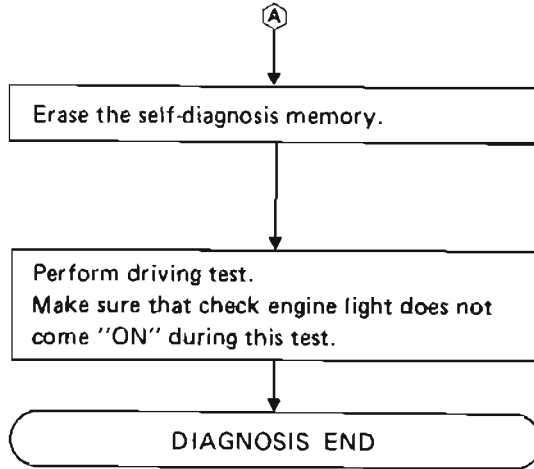 A
Erase the self-diagnosis memory.
Perform driving test.
Make sure that check engine light does not
come "ON" during this test.
DIAGNOSIS END